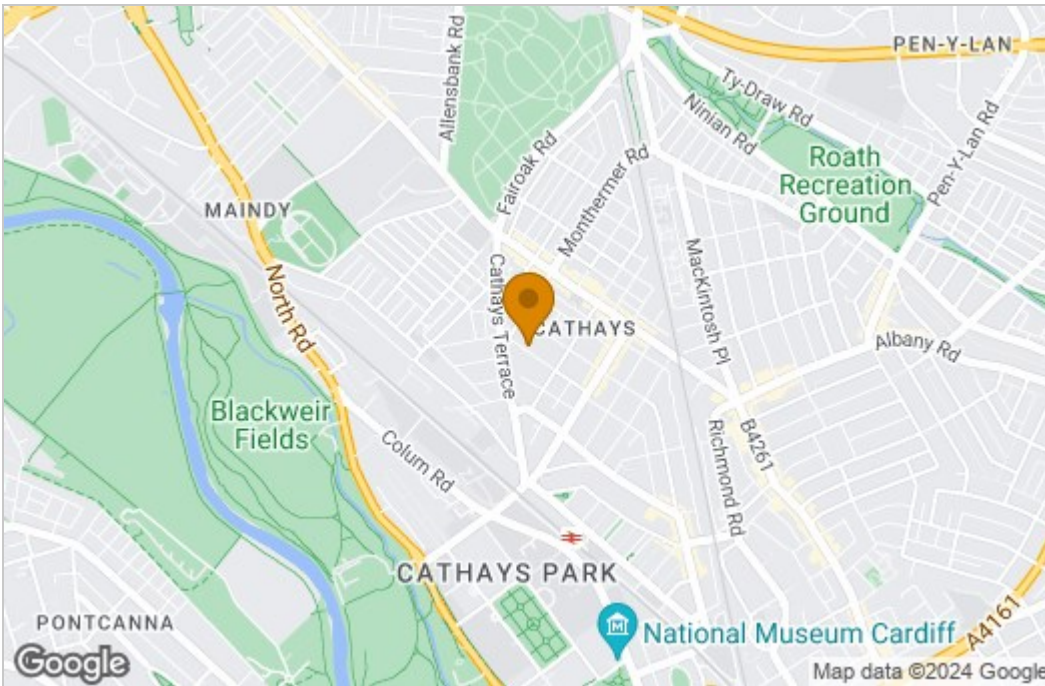 Allensbank Rd
PEN-Y-LAN
Ty-Draw Rd
Ninian Rd
Pen-Y-Lan Rd
Roath
Recreation
Ground
Fairoak Rd
Monthermer Rd
MAINDY
North Rd
Cathays Terrace
MacKintosh Pl
CATHAYS
Albany Rd
Blackweir
Fields
Colum Rd
B4261
Richmond Rd
CATHAYS PARK
PONTCANNA
National Museum Cardiff
A4161
Google
Map data ©2024 Google